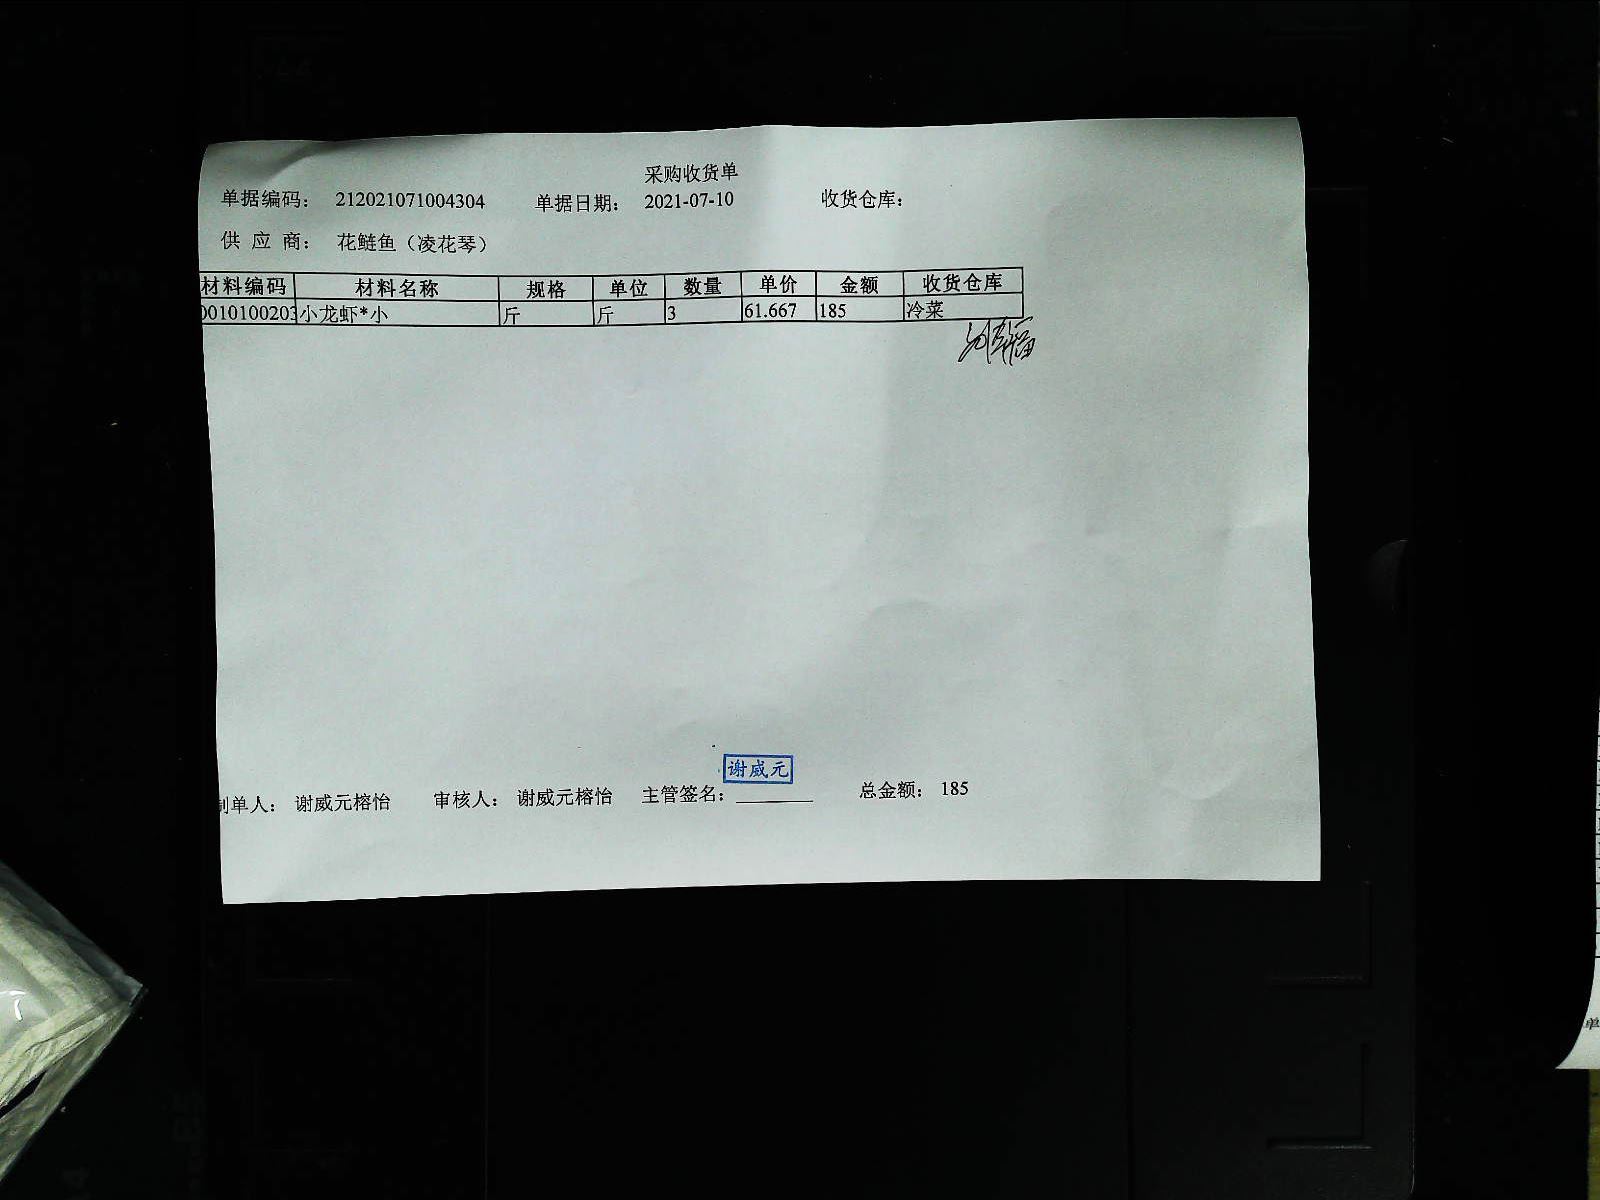 采购收货单
单据编码： 212021071004304 单据日期： 2021-07-10 收货仓库：
供 应 商： 花鲢鱼（凌花琴）
材料编码 材料名称 规格 单位 数量 单价 金额 收货仓库
0010100203 小龙虾*小 斤 斤 3 61.667 185 冷菜
谢威元
制单人： 谢威元榕怡 审核人： 谢威元榕怡 主管签名：________ 总金额： 185